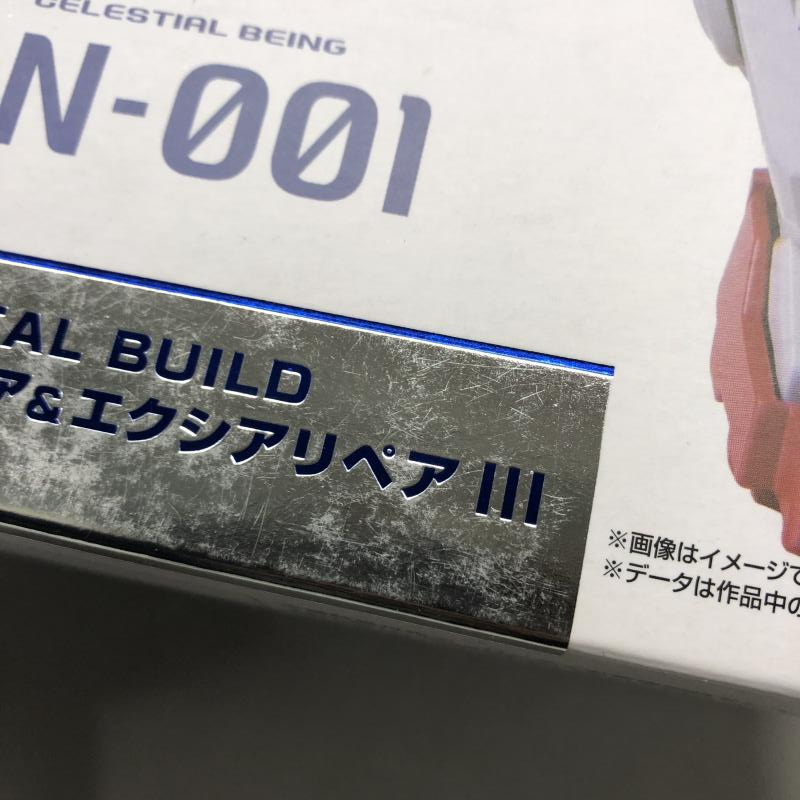 CELESTIAL BEING
N-001
TAL BUILD
ア&エクシアリペア III
※画像はイメージで
※データは作品中の